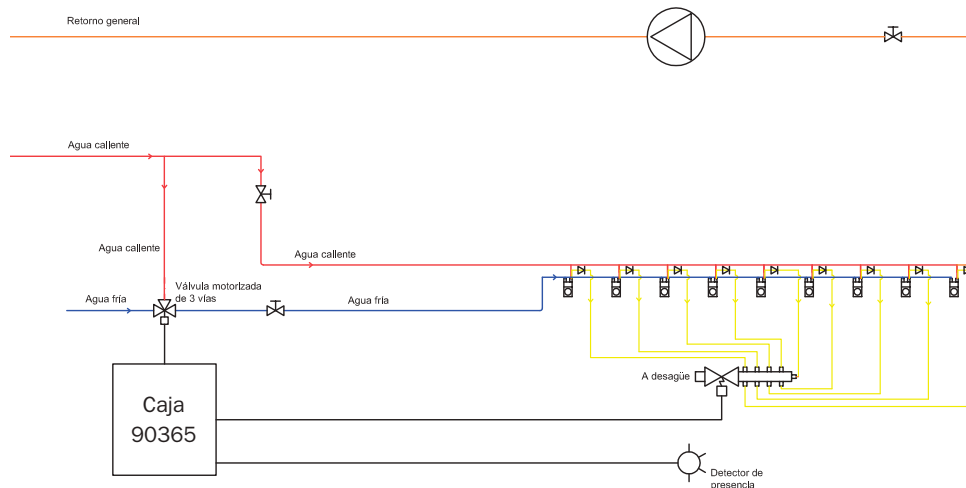 Retorno general
Agua caliente
Agua caliente
Agua caliente
Válvula motorizada
de 3 vías
Agua fría
Agua fría
A desagüe
Caja
90365
Detector de
presencia